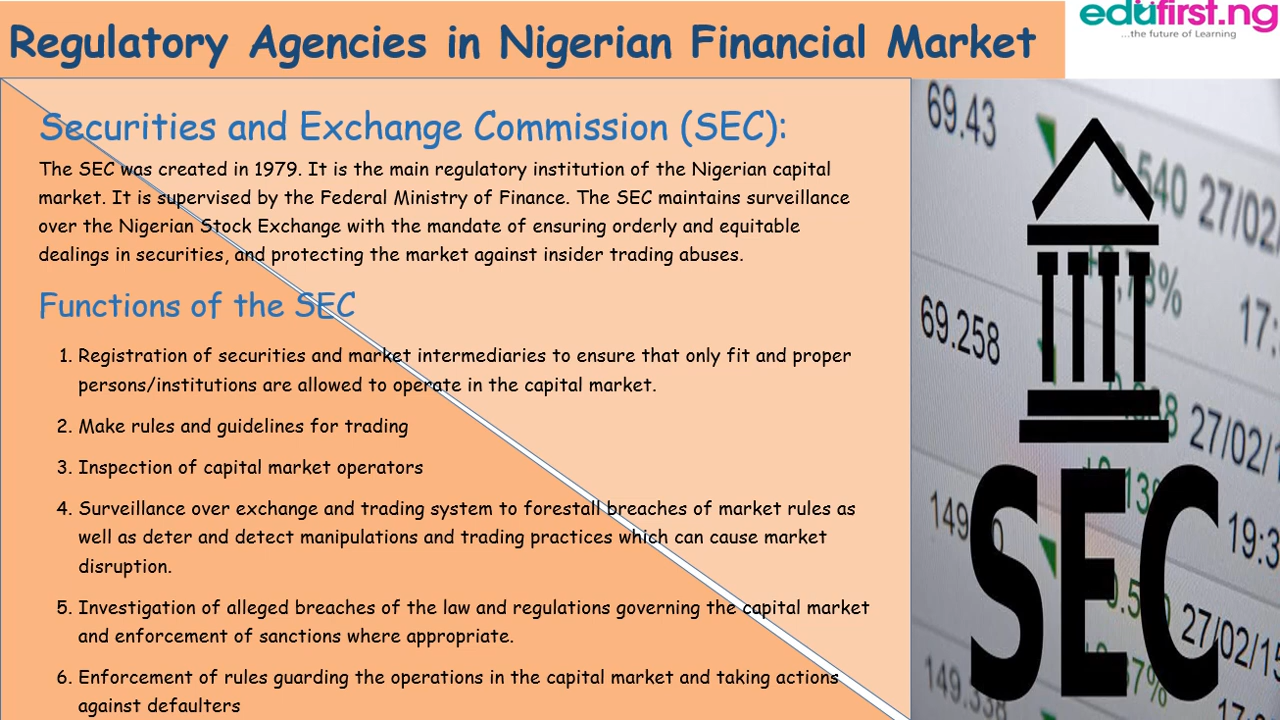 Regulatory Agencies in Nigerian Financial Market
edufirst.ng
...the future of Learning
Securities and Exchange Commission (SEC):
The SEC was created in 1979. It is the main regulatory institution of the Nigerian capital
market. It is supervised by the Federal Ministry of Finance. The SEC maintains surveillance
over the Nigerian Stock Exchange with the mandate of ensuring orderly and equitable
dealings in securities, and protecting the market against insider trading abuses.
Functions of the SEC
1. Registration of securities and market intermediaries to ensure that only fit and proper
persons/institutions are allowed to operate in the capital market.
2. Make rules and guidelines for trading
3. Inspection of capital market operators
4. Surveillance over exchange and trading system to forestall breaches of market rules as
well as deter and detect manipulations and trading practices which can cause market
disruption.
5. Investigation of alleged breaches of the law and regulations governing the capital market
and enforcement of sanctions where appropriate.
6. Enforcement of rules guarding the operations in the capital market and taking actions
against defaulters
69.43
27/02
69.258
17:
27/02/1
19:3
27/02/15
149.338
SEC